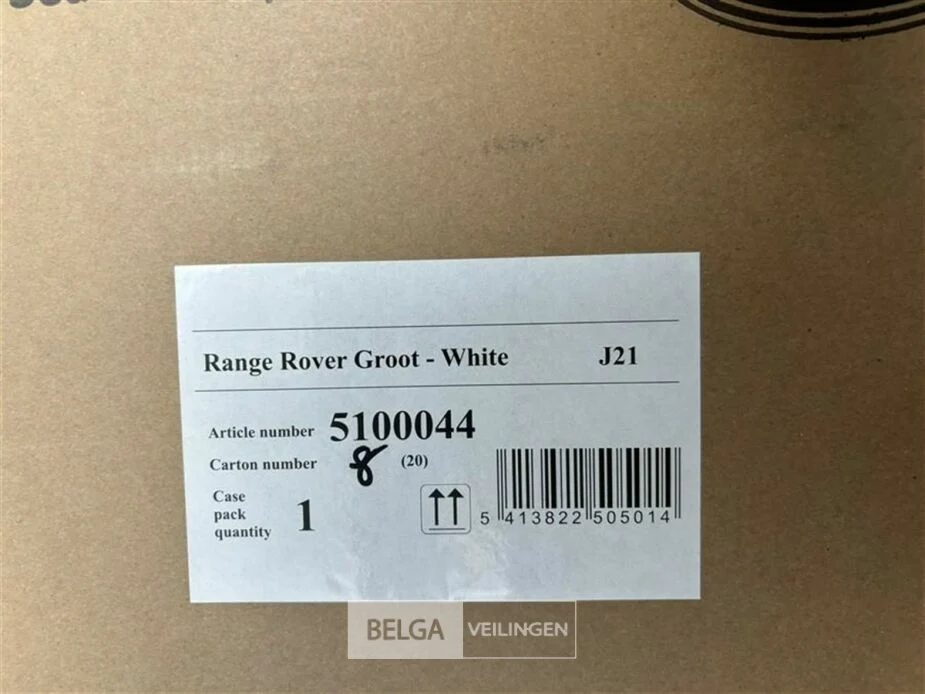 Range Rover Groot - White J21
Article number 5100044
Carton number 8 (20)
Case
pack
quantity 1
5 413822 505014
BELGA VEILINGEN